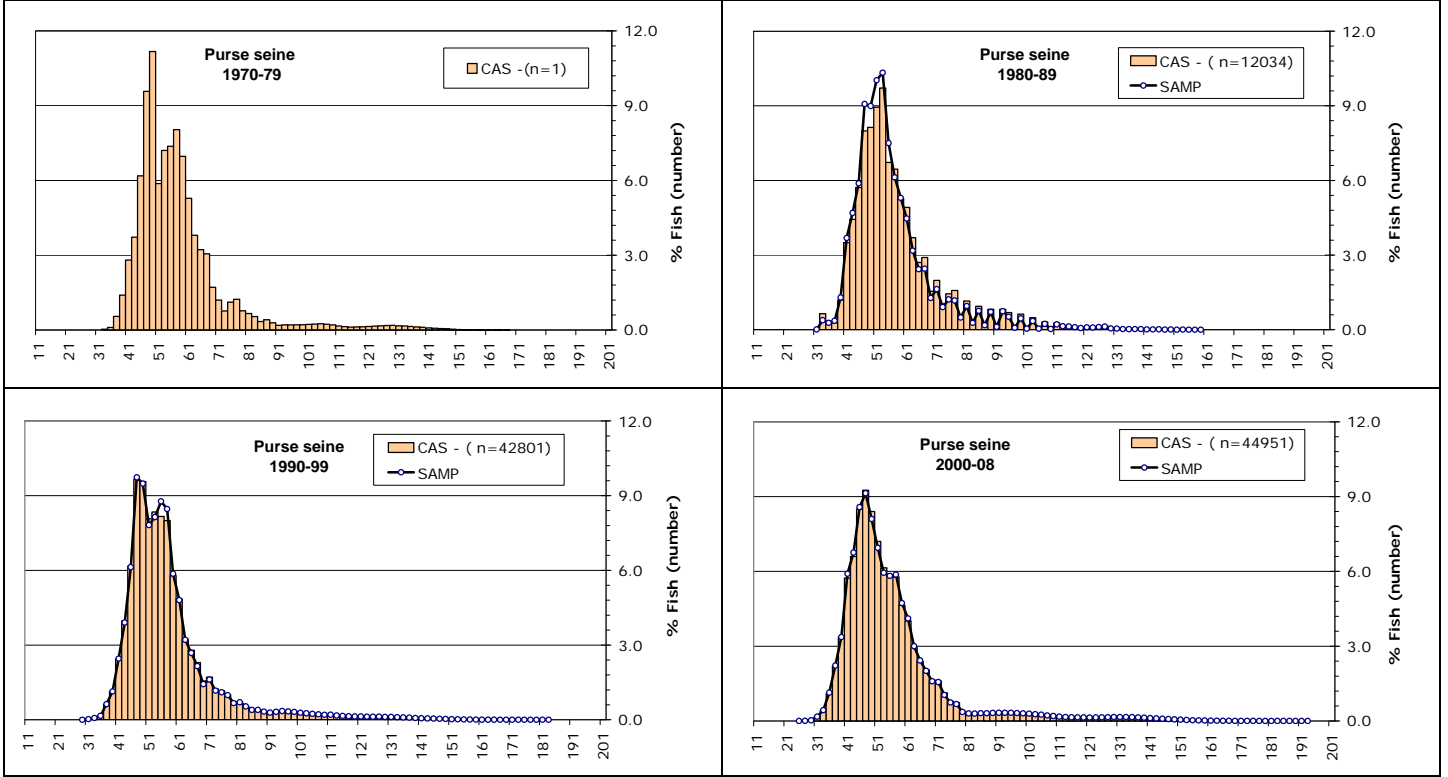 Purse seine
1970-79
CAS -(n=1)
12.0
9.0
6.0
3.0
0.0
% Fish (number)
11 21 31 41 51 61 71 81 91 101 111 121 131 141 151 161 171 181 191 201
Purse seine
1980-89
CAS - ( n=12034)
SAMP
12.0
9.0
6.0
3.0
0.0
% Fish (number)
11 21 31 41 51 61 71 81 91 101 111 121 131 141 151 161 171 181 191 201
Purse seine
1990-99
CAS - ( n=42801)
SAMP
12.0
9.0
6.0
3.0
0.0
% Fish (number)
11 21 31 41 51 61 71 81 91 101 111 121 131 141 151 161 171 181 191 201
Purse seine
2000-08
CAS - ( n=44951)
SAMP
12.0
9.0
6.0
3.0
0.0
% Fish (number)
11 21 31 41 51 61 71 81 91 101 111 121 131 141 151 161 171 181 191 201